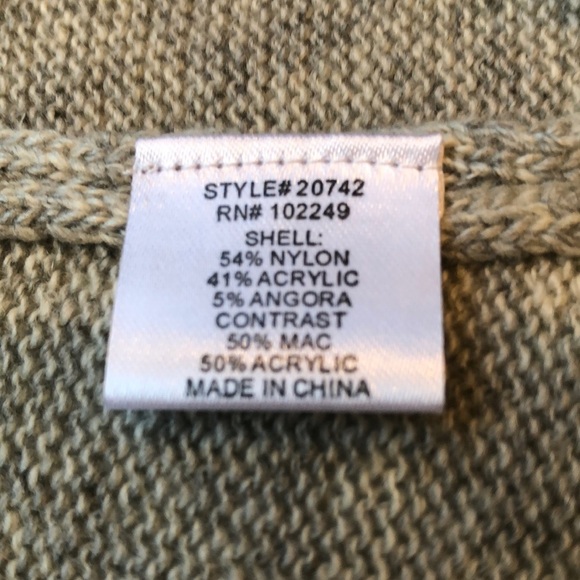 STYLE# 20742
RN# 102249
SHELL:
54% NYLON
41% ACRYLIC
5% ANGORA
CONTRAST
50% MAC
50% ACRYLIC
MADE IN CHINA